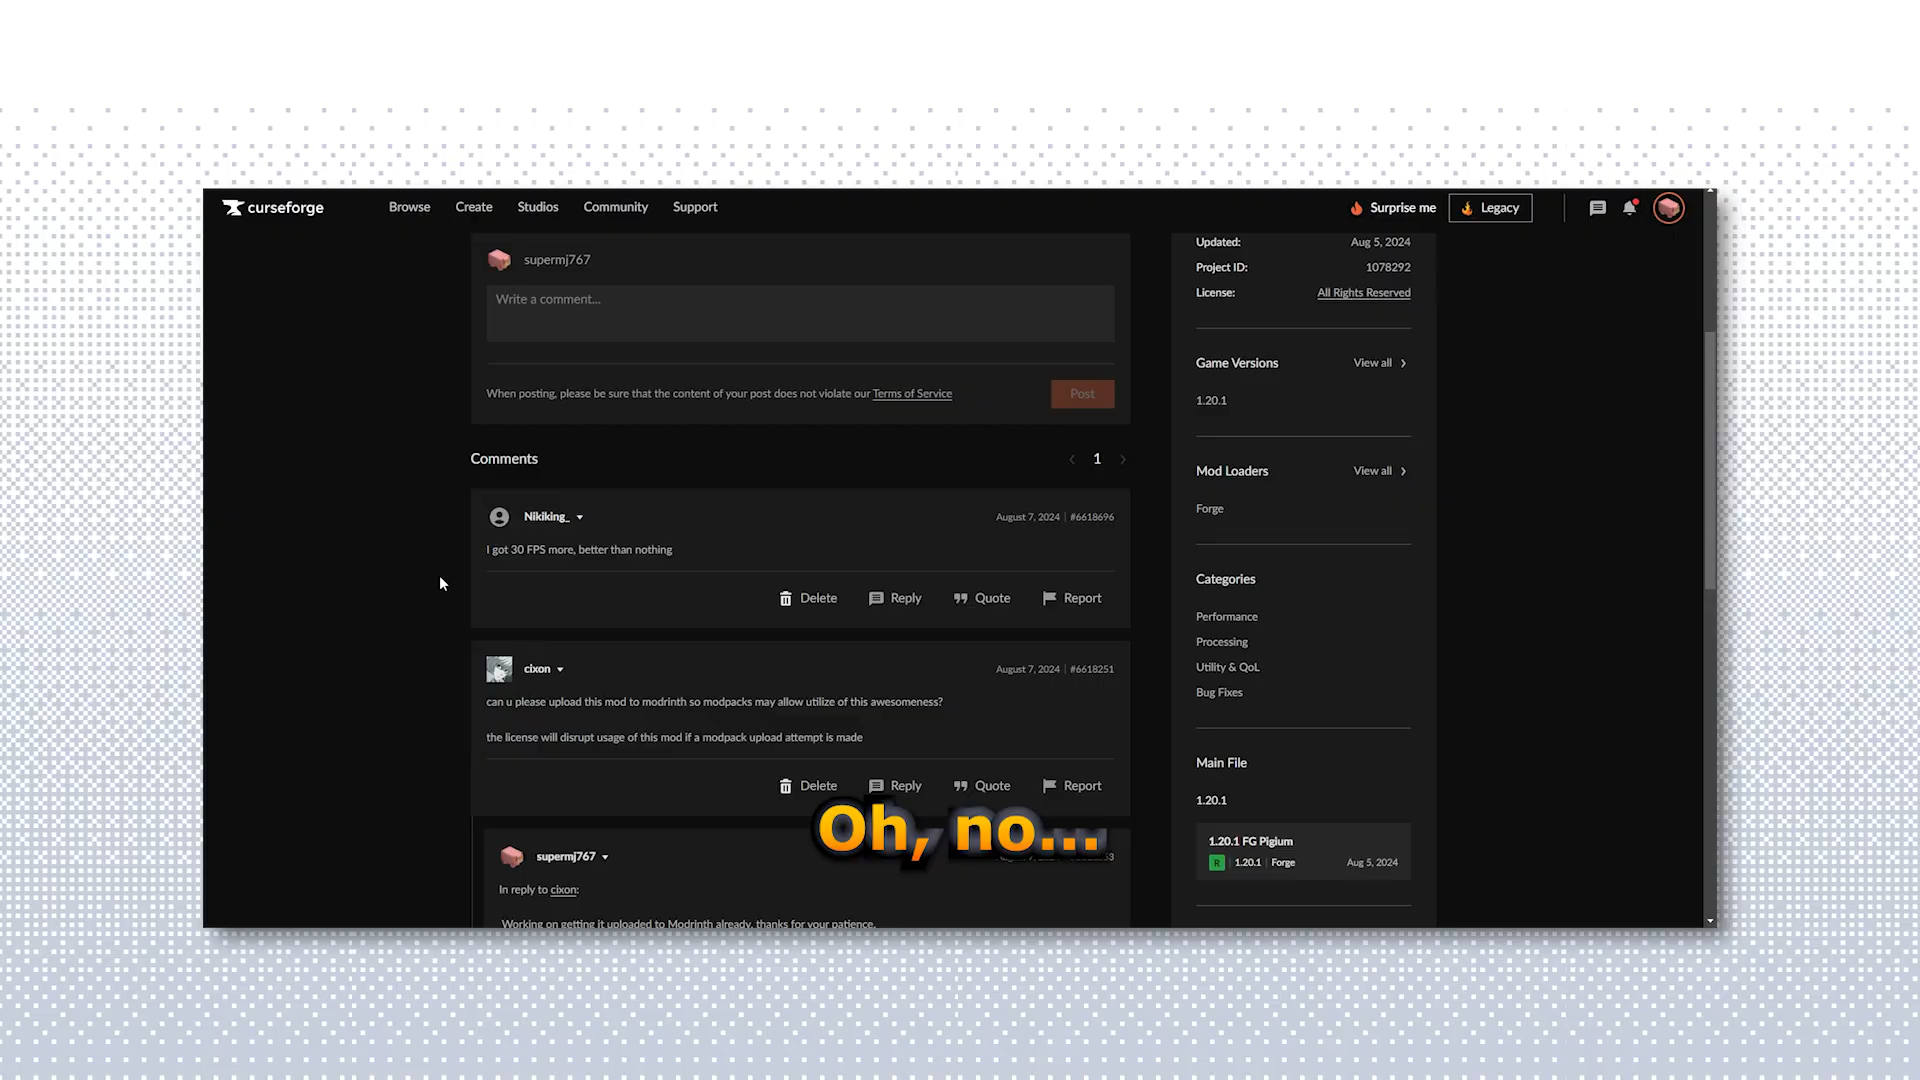 curseforge
Browse Create Studios Community Support
Surprise me
Legacy
supermj767
Write a comment...
When posting, please be sure that the content of your post does not violate our Terms of Service
Post
Comments
1
Nikiking_
August 7, 2024 | #6618696
I got 30 FPS more, better than nothing
Delete Reply Quote Report
cixon
August 7, 2024 | #6618251
can u please upload this mod to modrinth so modpacks may allow utilize of this awesomeness?
the license will disrupt usage of this mod if a modpack upload attempt is made
Delete Reply Quote Report
Oh, no...
supermj767
In reply to cixon:
Working on getting it uploaded to Modrinth already, thanks for your patience.
Updated: Aug 5, 2024
Project ID: 1078292
License: All Rights Reserved
Game Versions View all
1.20.1
Mod Loaders View all
Forge
Categories
Performance
Processing
Utility & QoL
Bug Fixes
Main File
1.20.1
1.20.1 FG Pigium
R 1.20.1 Forge Aug 5, 2024